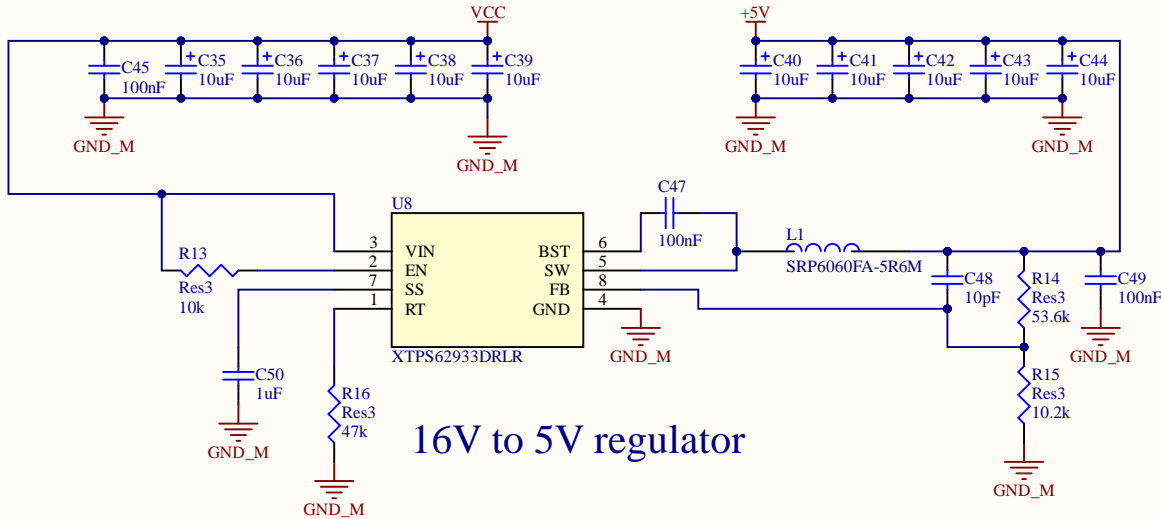 VCC
+5V
C45
100nF
C35
10uF
C36
10uF
C37
10uF
C38
10uF
C39
10uF
C40
10uF
C41
10uF
C42
10uF
C43
10uF
C44
10uF
GND_M
GND_M
GND_M
GND_M
U8
C47
100nF
3 VIN BST 6
2 EN SW 5
7 SS FB 8
1 RT GND 4
XTPS62933DRLR
R13
Res3
10k
L1
SRP6060FA-5R6M
C48
10pF
R14
Res3
53.6k
C49
100nF
GND_M
GND_M
C50
1uF
GND_M
R16
Res3
47k
GND_M
R15
Res3
10.2k
GND_M
16V to 5V regulator